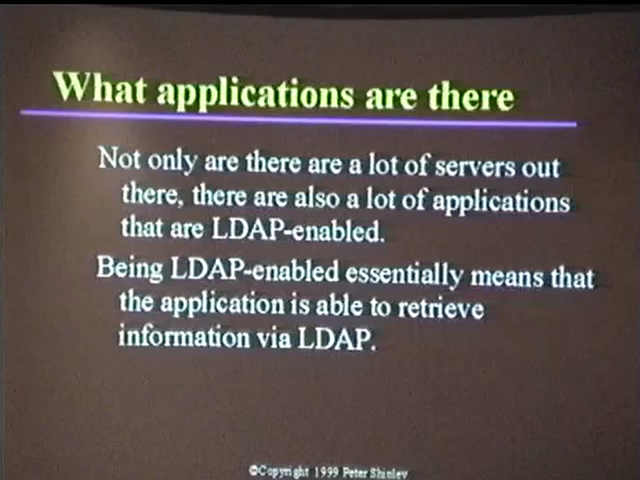 What applications are there
Not only are there are a lot of servers out
there, there are also a lot of applications
that are LDAP-enabled.
Being LDAP-enabled essentially means that
the application is able to retrieve
information via LDAP.
©Copyright 1999 Peter Shipley